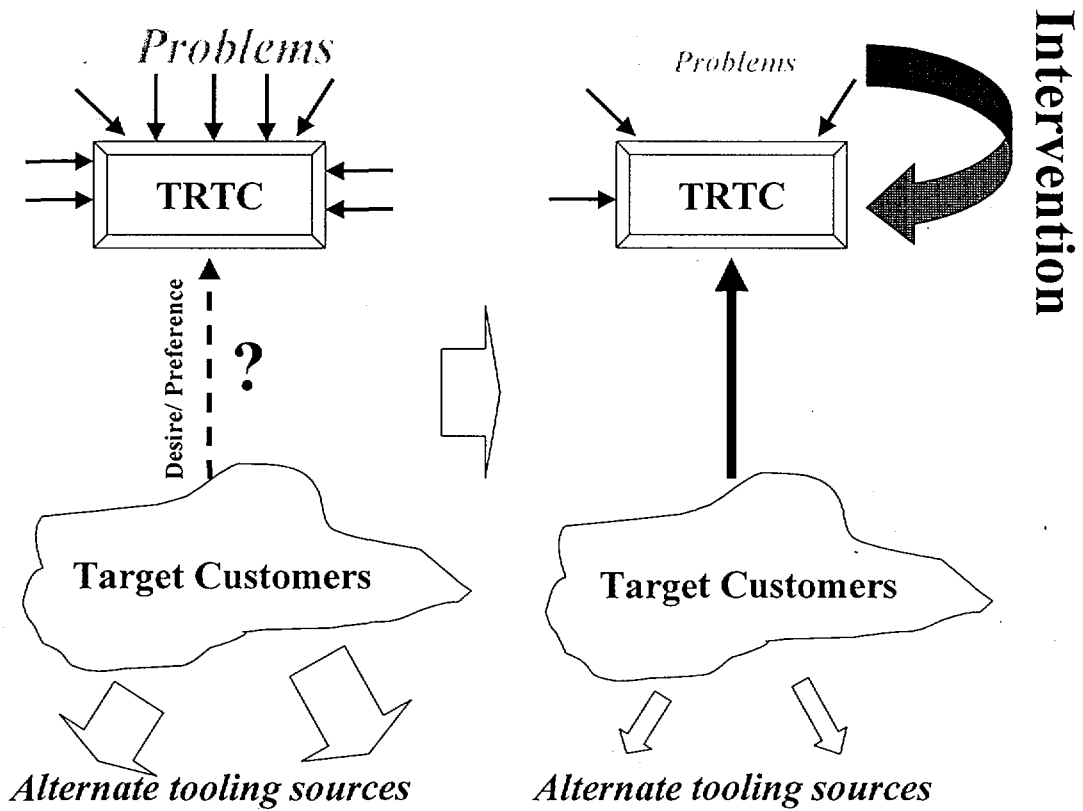 Problems
TRTC
Desire/ Preference
?
Target Customers
Alternate tooling sources
Problems
TRTC
Intervention
Target Customers
Alternate tooling sources